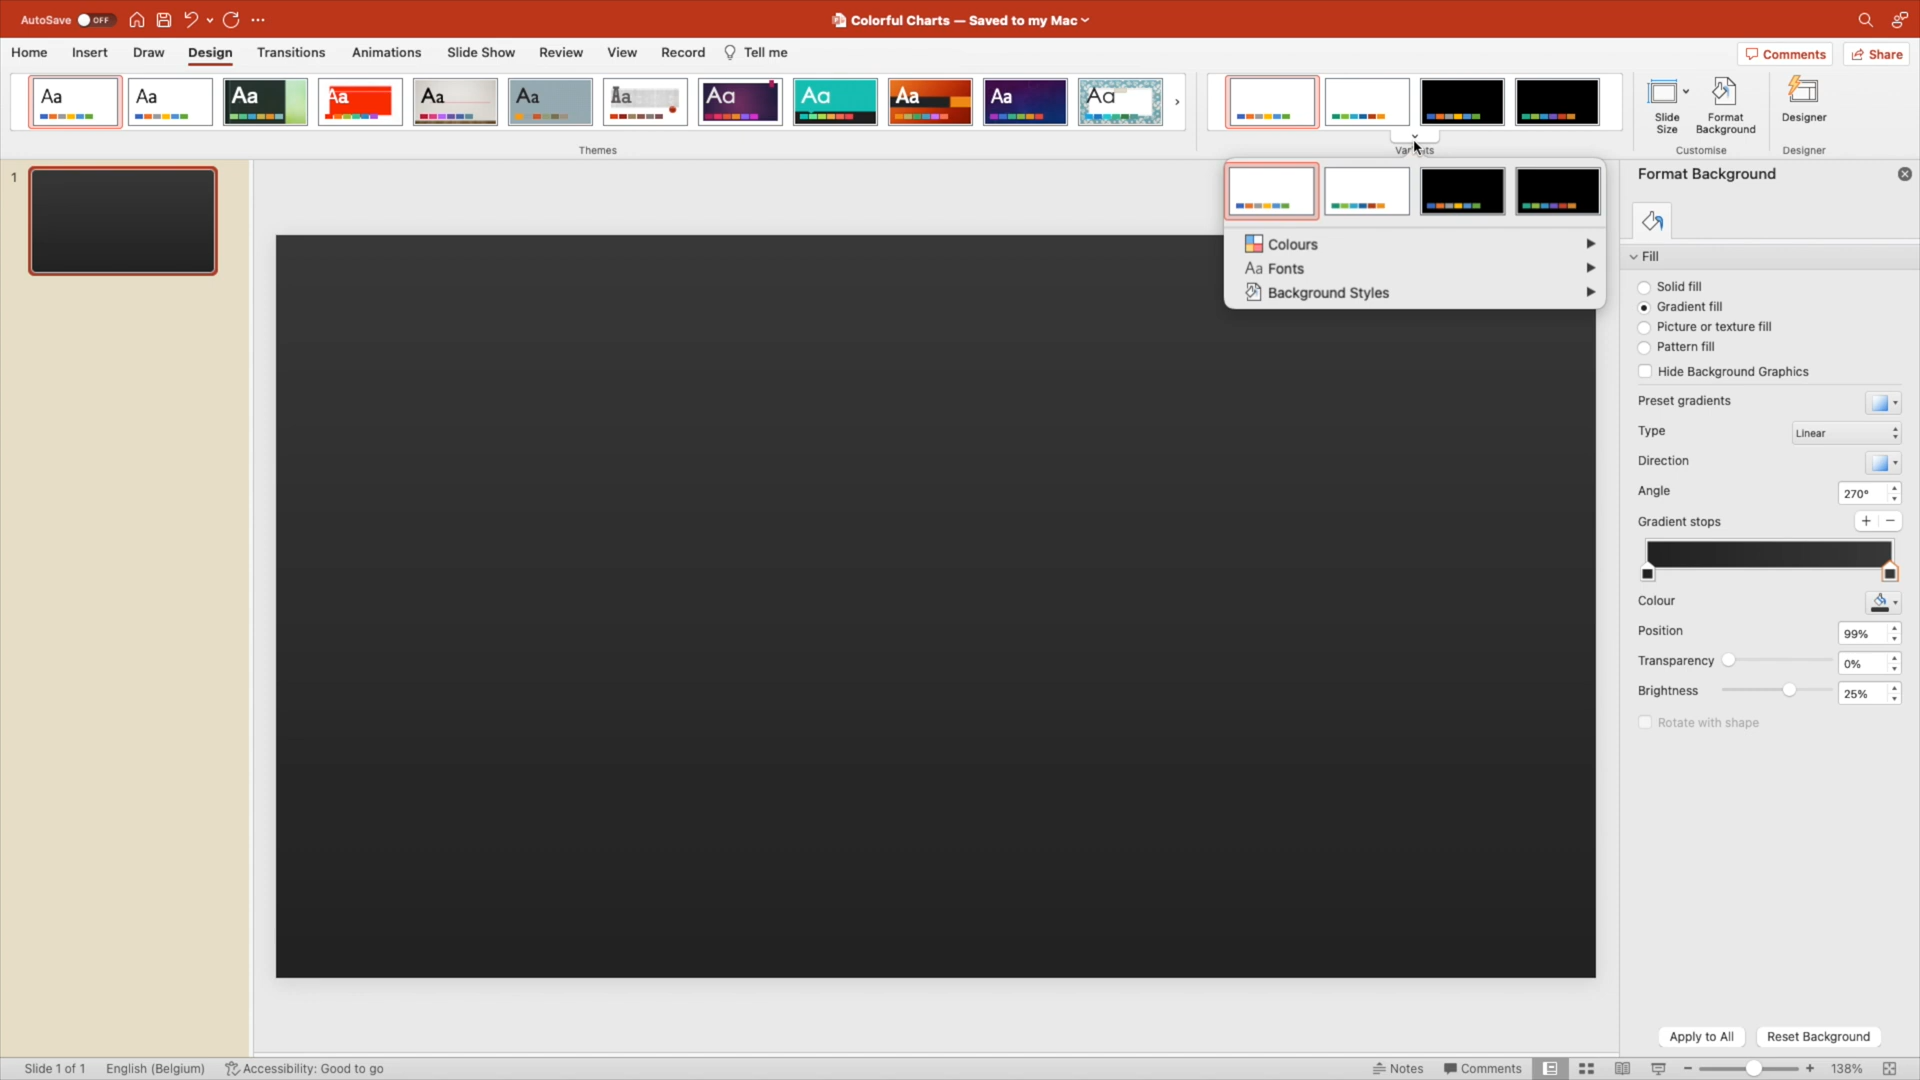 AutoSave OFF
Colorful Charts — Saved to my Mac
Home Insert Draw Design Transitions Animations Slide Show Review View Record Tell me
Comments Share
Aa Aa Aa Aa Aa Aa Aa Aa Aa Aa Aa Aa
Slide Size
Format Background
Designer
Themes
Variants
Customise
Designer
Colours
Aa Fonts
Background Styles
1
Format Background
Fill
Solid fill
Gradient fill
Picture or texture fill
Pattern fill
Hide Background Graphics
Preset gradients
Type Linear
Direction
Angle 270°
Gradient stops
Colour
Position 99%
Transparency 0%
Brightness 25%
Rotate with shape
Apply to All Reset Background
Slide 1 of 1 English (Belgium) Accessibility: Good to go Notes Comments 138%